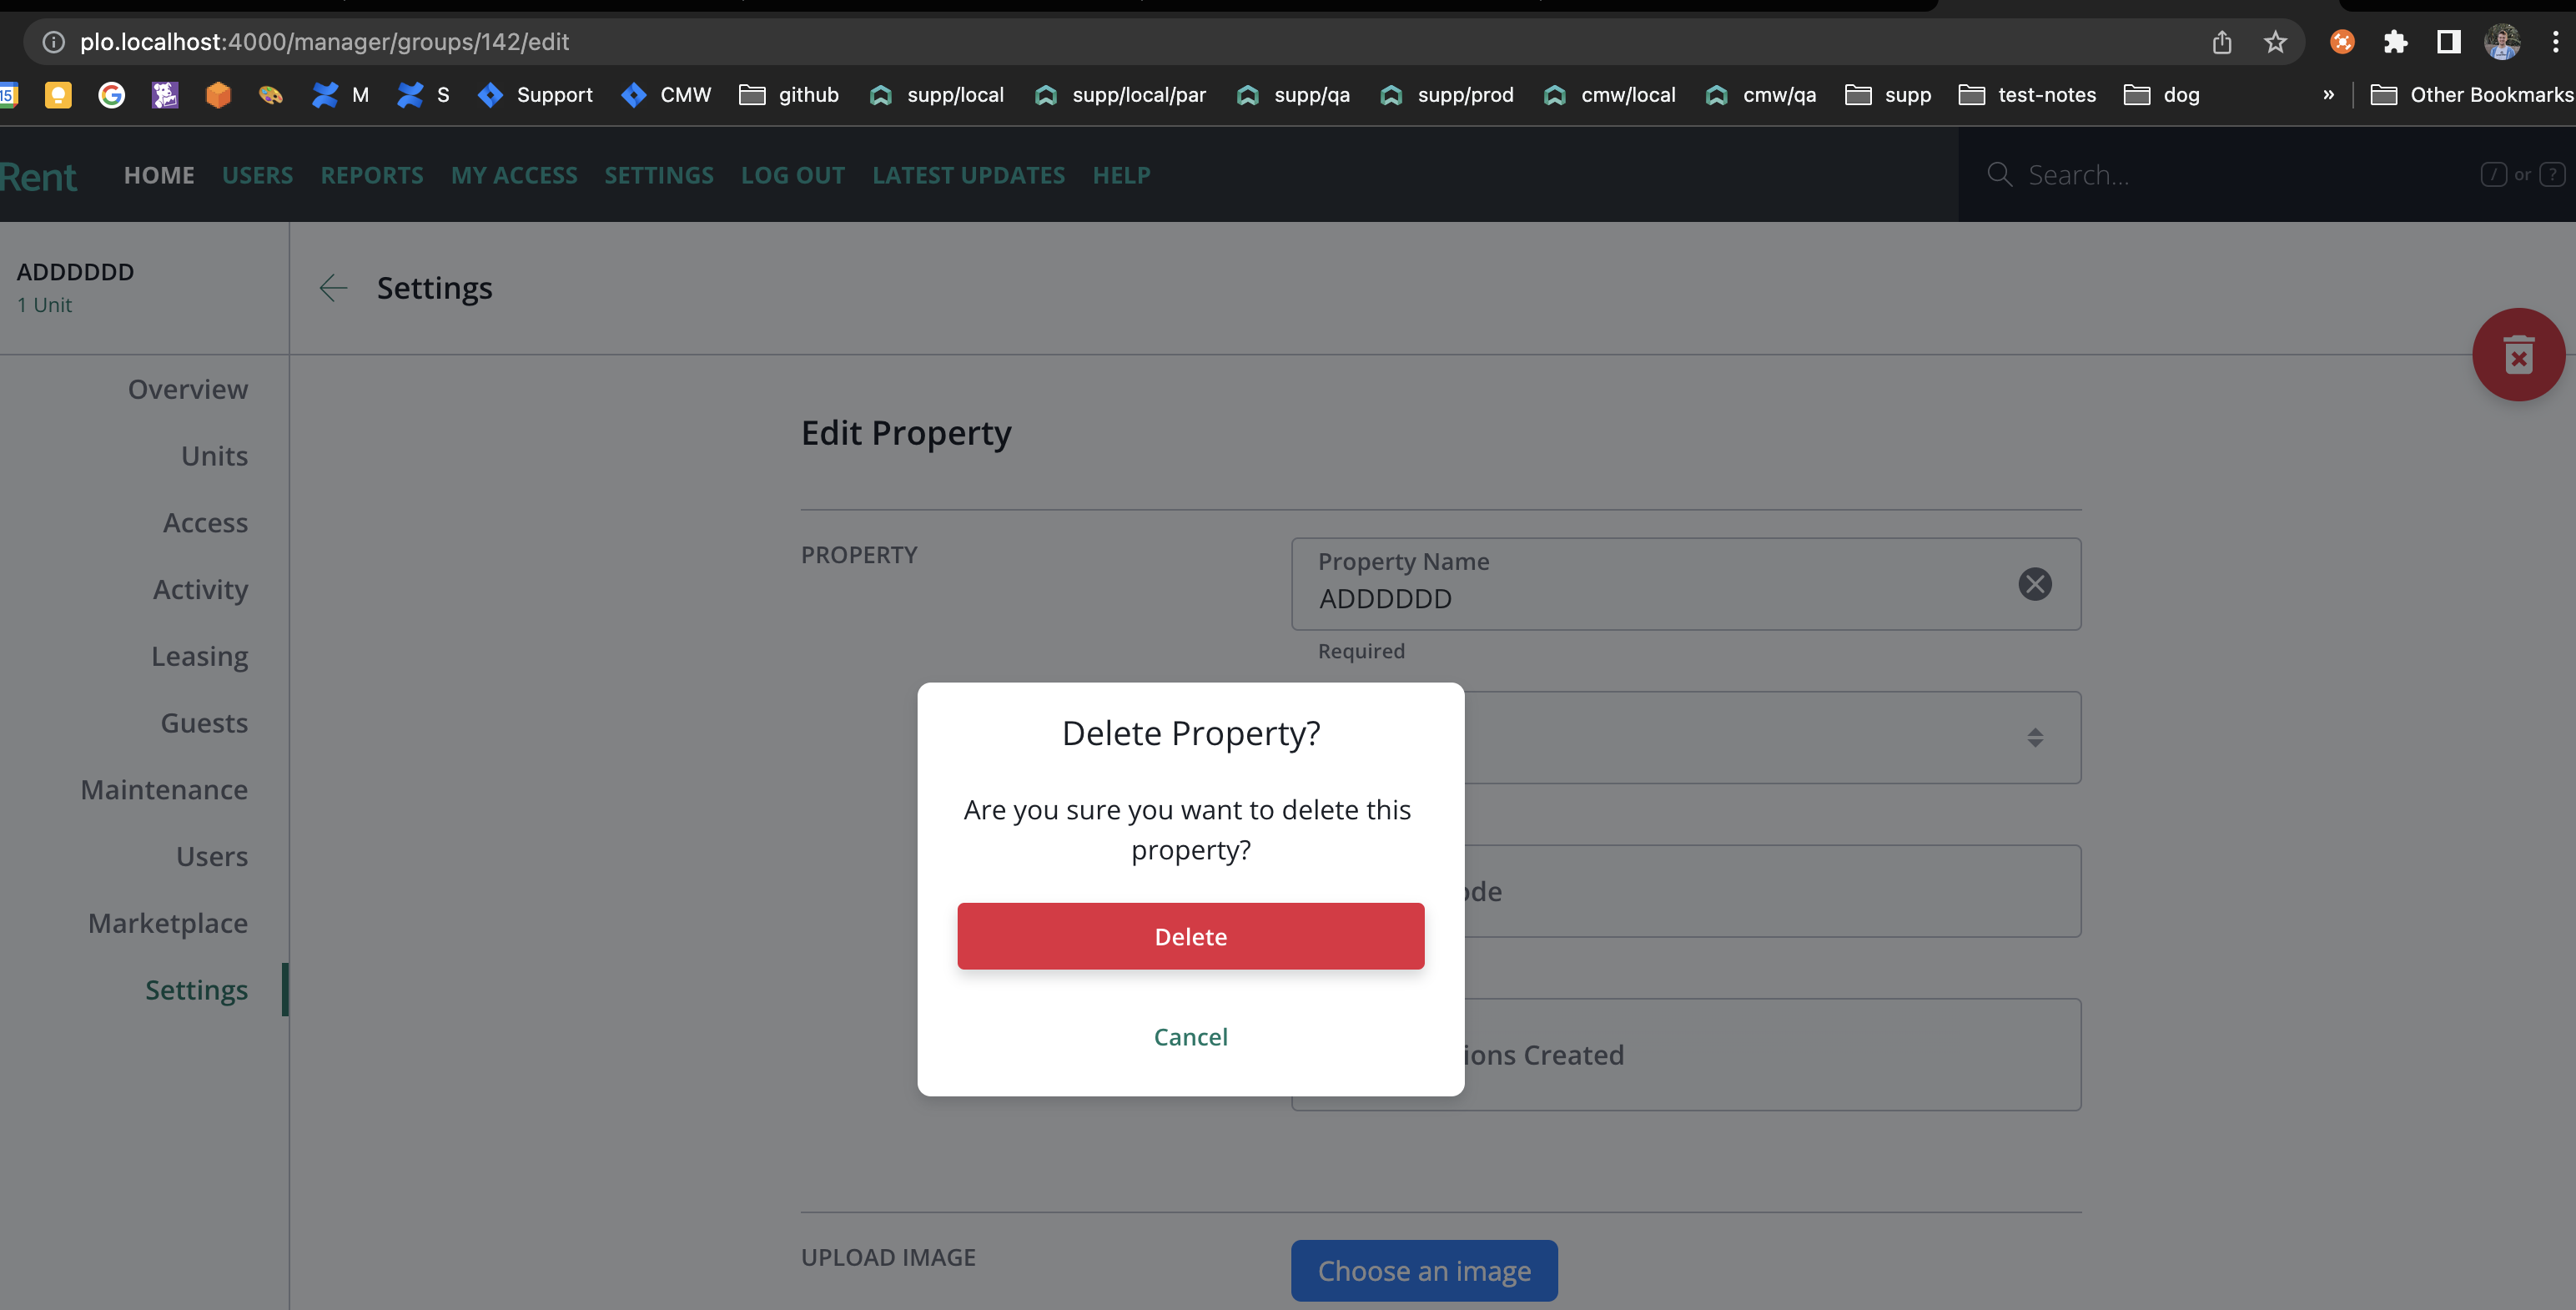 plo.localhost:4000/manager/groups/142/edit
15 M S Support CMW github supp/local supp/local/par supp/qa supp/prod cmw/local cmw/qa supp test-notes dog » Other Bookmarks
Rent HOME USERS REPORTS MY ACCESS SETTINGS LOG OUT LATEST UPDATES HELP Search... / or ?
ADDDDDD
1 Unit
Settings
Overview
Units
Access
Activity
Leasing
Guests
Maintenance
Users
Marketplace
Settings
Edit Property
PROPERTY
Property Name
ADDDDDD
Required
ode
ions Created
Delete Property?
Are you sure you want to delete this
property?
Delete
Cancel
UPLOAD IMAGE
Choose an image